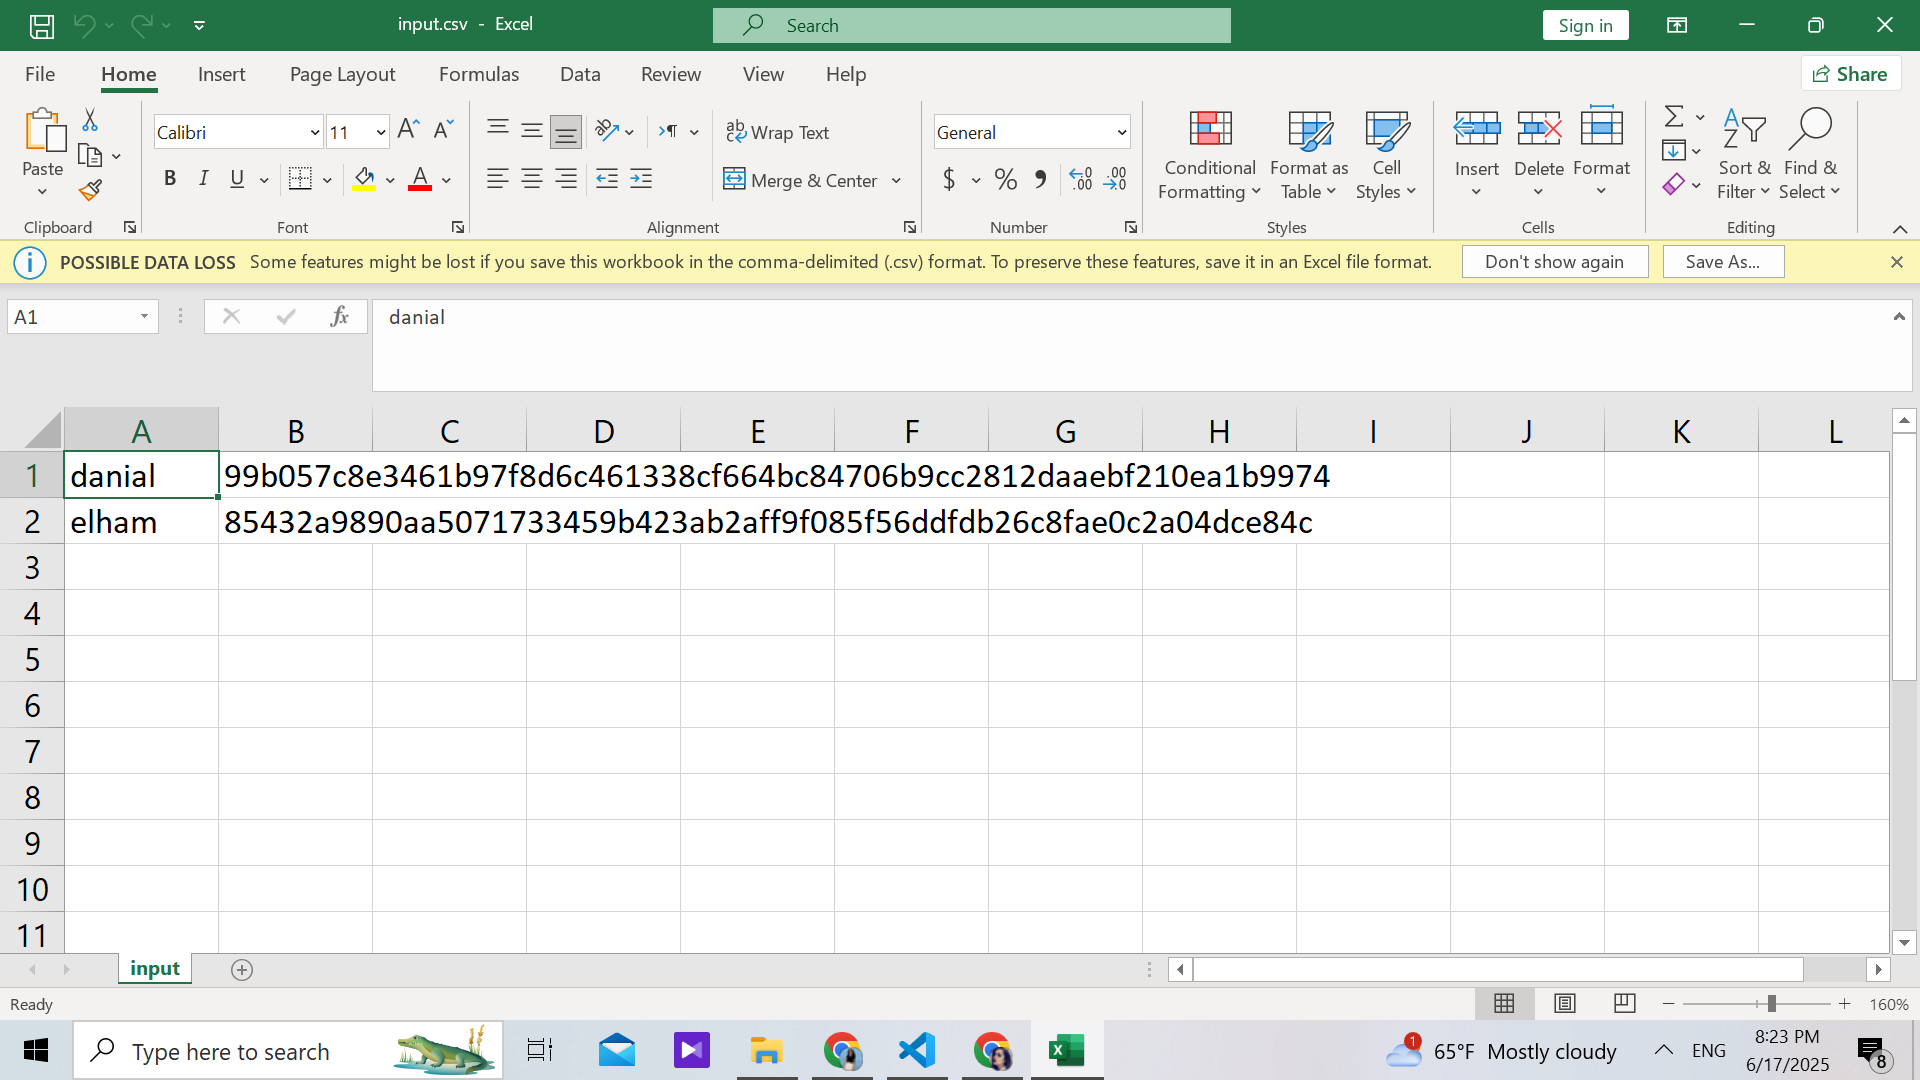 input.csv - Excel
Search
Sign in
File Home Insert Page Layout Formulas Data Review View Help
Share
Paste
Clipboard
Calibri 11
B I U
Font
Wrap Text
Merge & Center
Alignment
General
$ % ,
Number
Conditional Formatting
Format as Table
Cell Styles
Styles
Insert Delete Format
Cells
Sort & Filter
Find & Select
Editing
POSSIBLE DATA LOSS Some features might be lost if you save this workbook in the comma-delimited (.csv) format. To preserve these features, save it in an Excel file format. Don't show again Save As...
A1 fx danial
A B C D E F G H I J K L
1 danial 99b057c8e3461b97f8d6c461338cf664bc84706b9cc2812daaebf210ea1b9974
2 elham 85432a9890aa5071733459b423ab2aff9f085f56ddfdb26c8fae0c2a04dce84c
3
4
5
6
7
8
9
10
11
input
Ready
160%
Type here to search
1
65°F Mostly cloudy
ENG
8:23 PM
6/17/2025
8